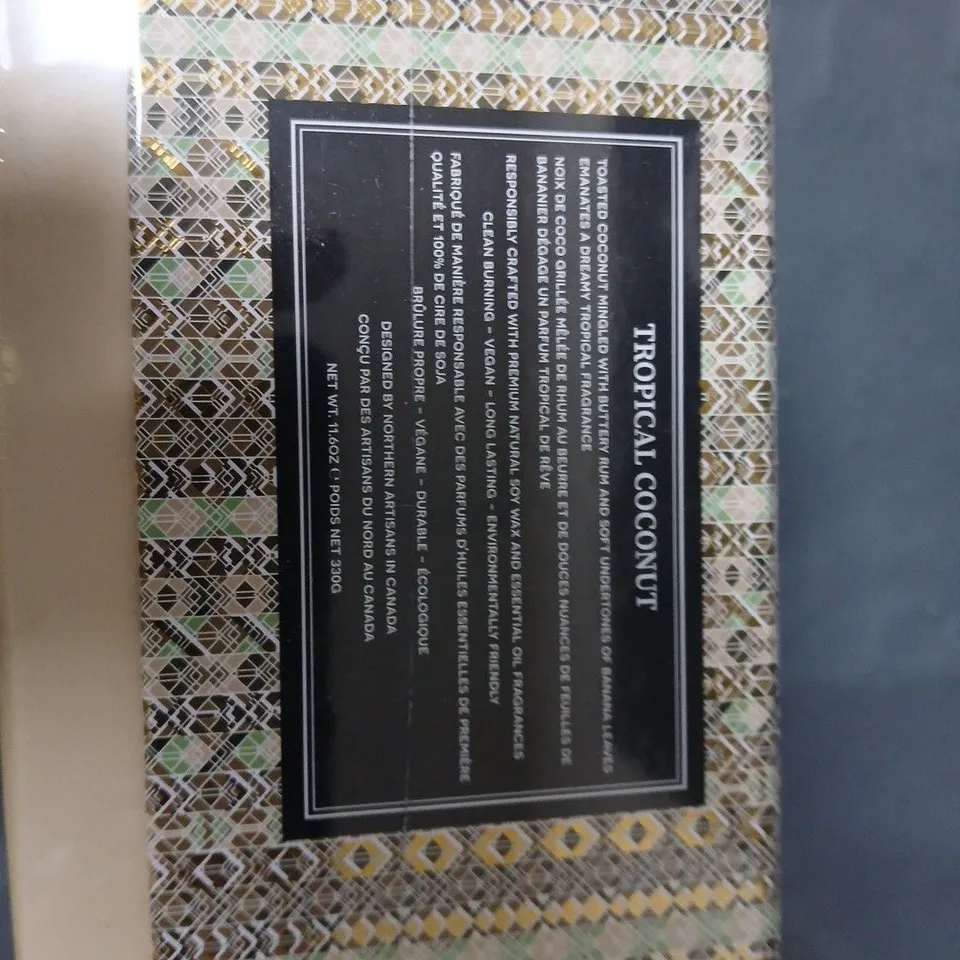 TROPICAL COCONUT
TOASTED COCONUT MINGLED WITH BUTTERY RUM AND SOFT UNDERTONES OF BANANA LEAVES
EMANATES A DREAMY TROPICAL FRAGRANCE
NOIX DE COCO GRILLÉE MÊLÉE DE RHUM AU BEURRE ET DE DOUCES NUANCES DE FEUILLES DE
BANANIER DÉGAGE UN PARFUM TROPICAL DE RÊVE
RESPONSIBLY CRAFTED WITH PREMIUM NATURAL SOY WAX AND ESSENTIAL OIL FRAGRANCES
CLEAN BURNING - VEGAN - LONG LASTING - ENVIRONMENTALLY FRIENDLY
FABRIQUÉ DE MANIÈRE RESPONSABLE AVEC DES PARFUMS D'HUILES ESSENTIELLES DE PREMIÈRE
QUALITÉ ET 100% DE CIRE DE SOJA
BRÛLURE PROPRE - VÉGANE - DURABLE - ÉCOLOGIQUE
DESIGNED BY NORTHERN ARTISANS IN CANADA
CONÇU PAR DES ARTISANS DU NORD AU CANADA
NET WT. 11.6OZ POIDS NET 330G